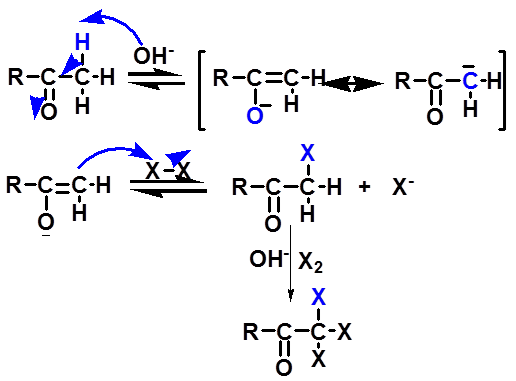 H OH⁻
R-C-C-H R-C=C-H R-C-C̅-H
O H O⁻ H O H
X-X X
R-C=C-H R-C-C-H + X⁻
O⁻ H O H
OH⁻ X₂
X
R-C-C-X
O X